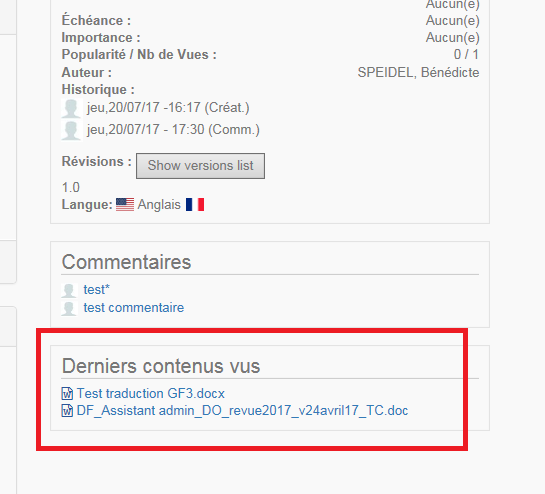 Aucun(e)
Échéance : Aucun(e)
Importance : Aucun(e)
Popularité / Nb de Vues : 0 / 1
Auteur : SPEIDEL, Bénédicte
Historique :
jeu,20/07/17 -16:17 (Créat.)
jeu,20/07/17 - 17:30 (Comm.)
Révisions : Show versions list
1.0
Langue: Anglais
Commentaires
test*
test commentaire
Derniers contenus vus
Test traduction GF3.docx
DF_Assistant admin_DO_revue2017_v24avril17_TC.doc